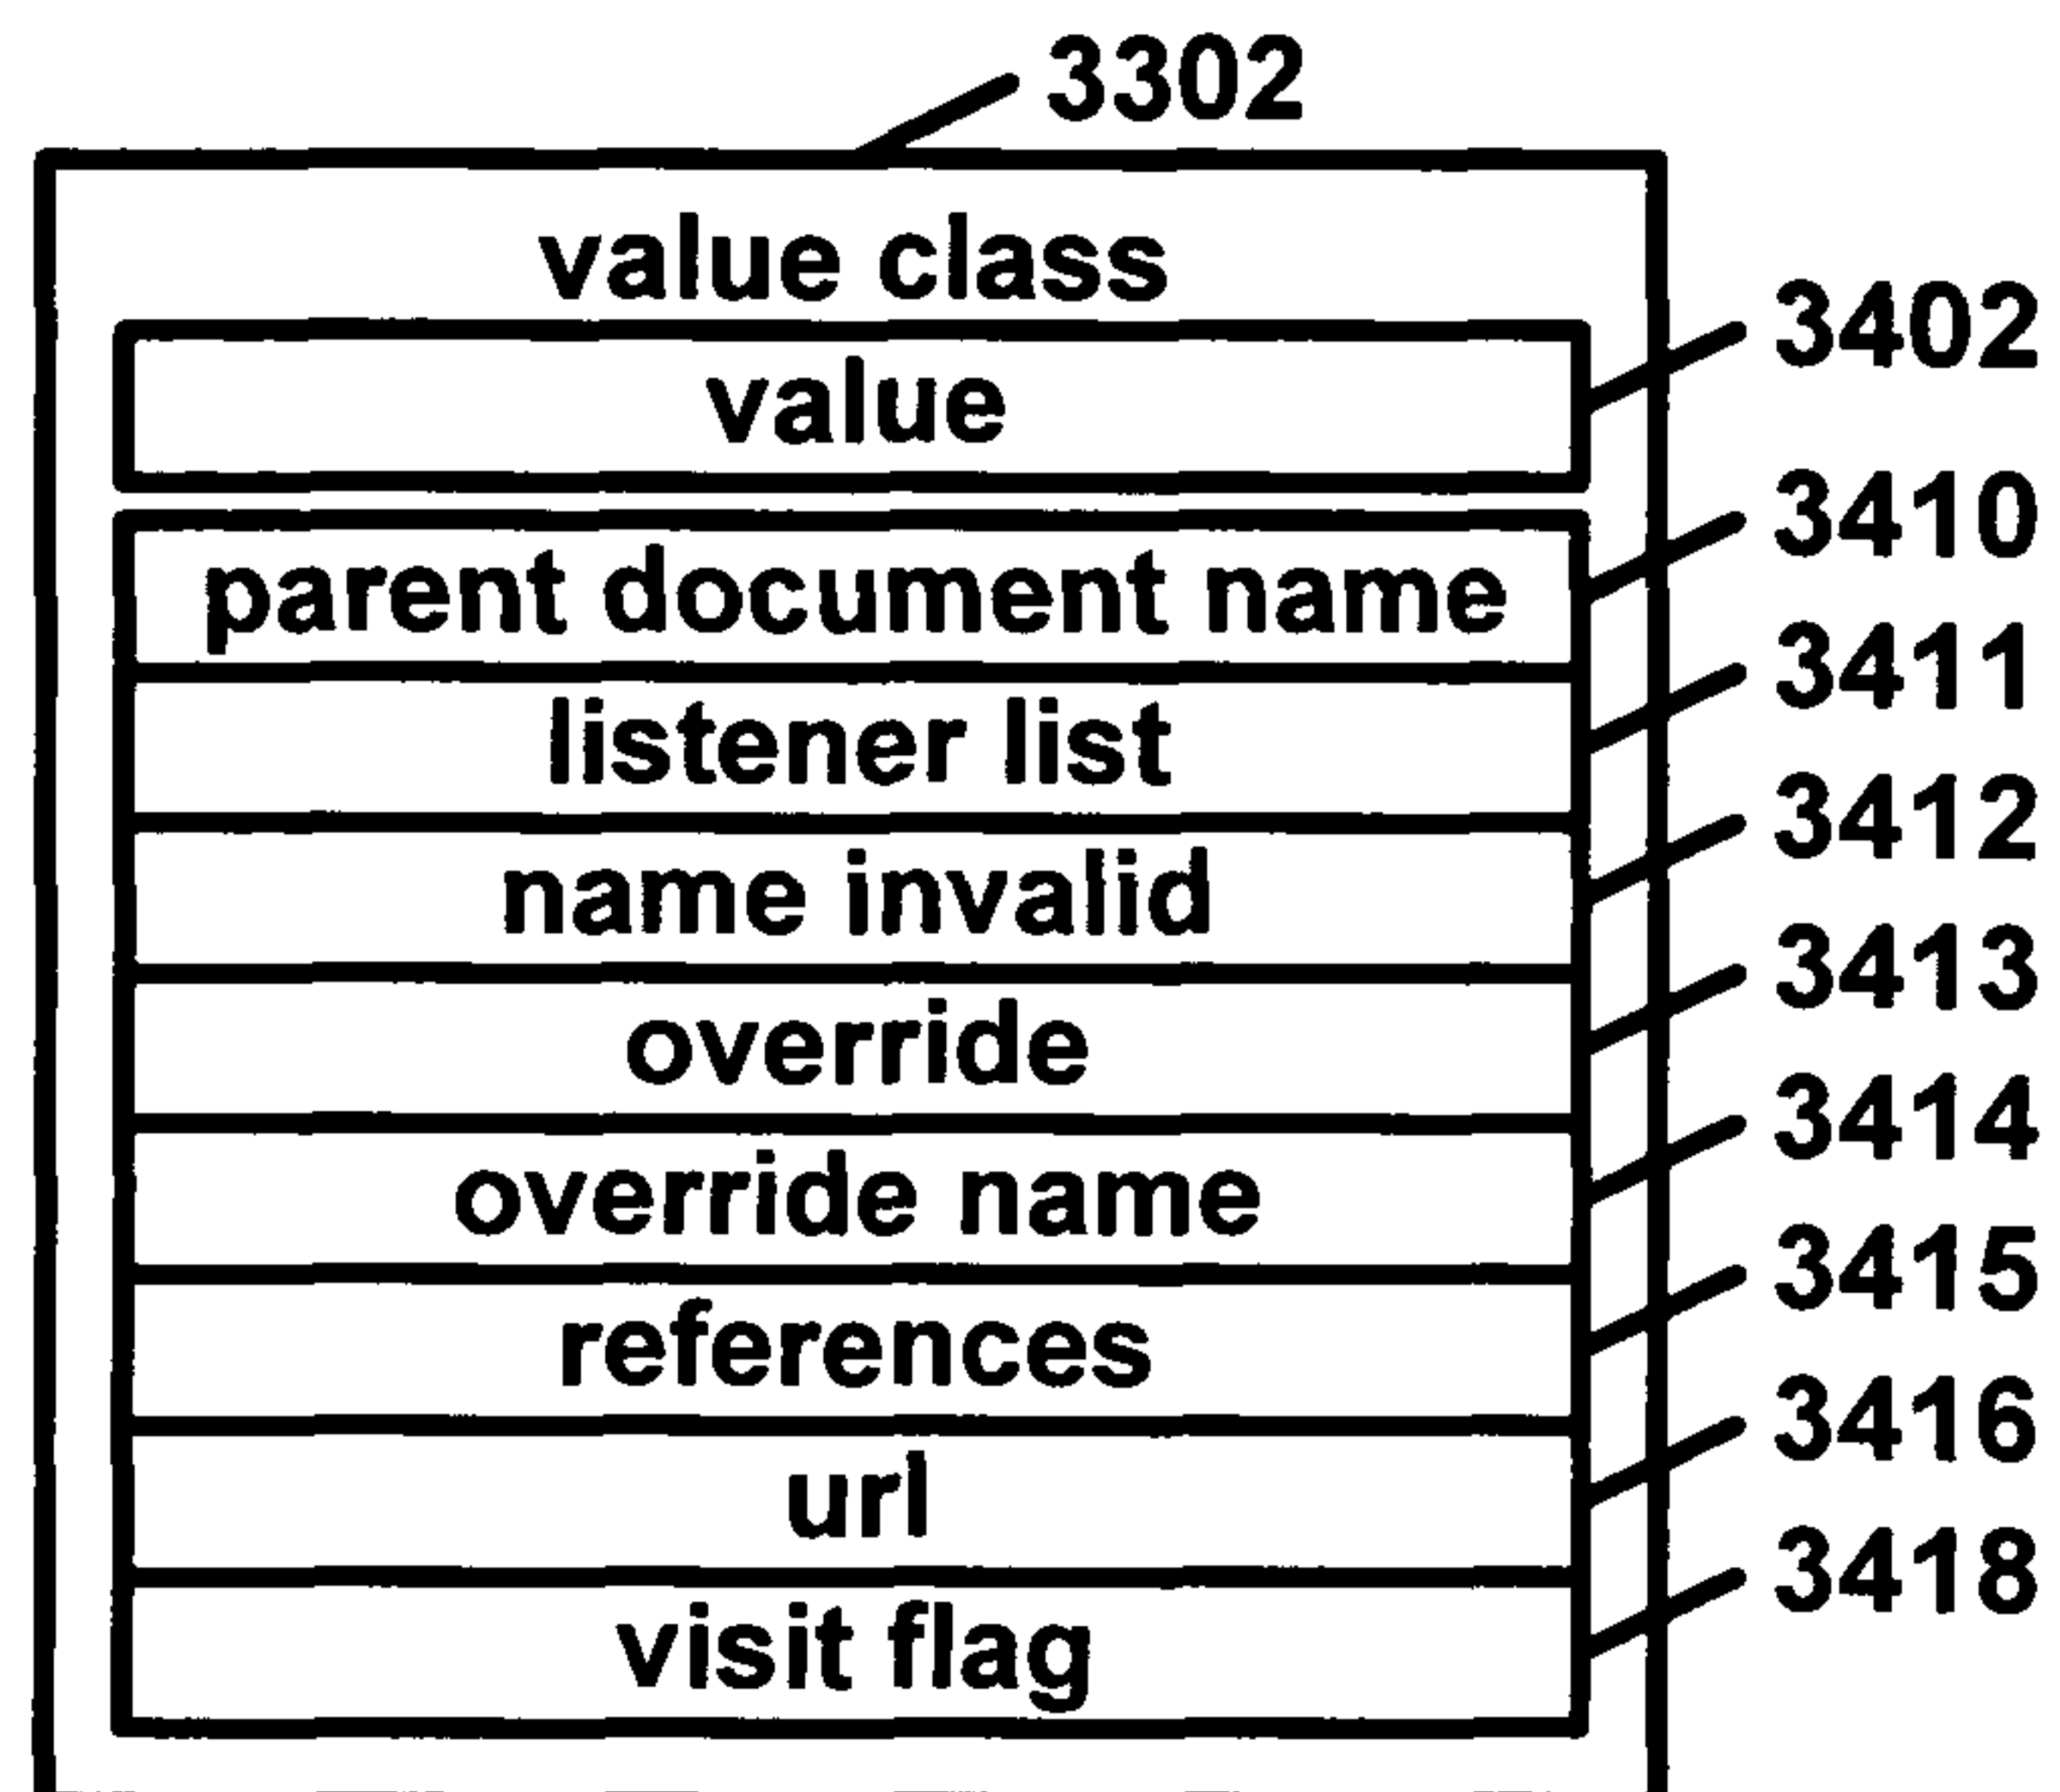 3302
value class
value 3402
parent document name 3410
listener list 3411
name invalid 3412
override 3413
override name 3414
references 3415
url 3416
visit flag 3418